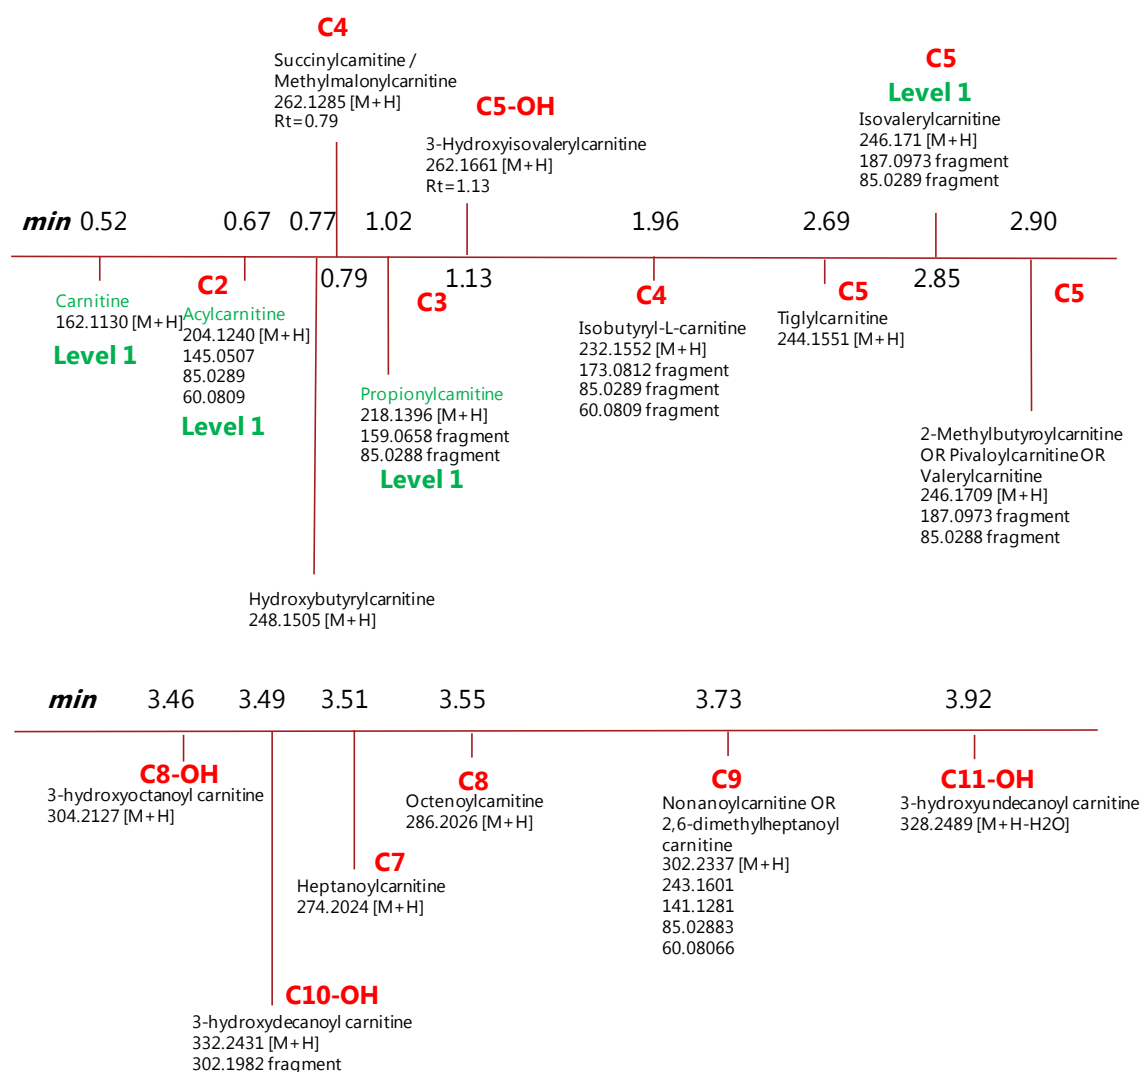 C4
Succinylcarnitine /
Methylmalonylcarnitine
262.1285 [M+H]
Rt=0.79
C5-OH
3-Hydroxyisovalerylcarnitine
262.1661 [M+H]
Rt=1.13
C5
Level 1
Isovalerylcarnitine
246.171 [M+H]
187.0973 fragment
85.0289 fragment
min 0.52 0.67 0.77 1.02 1.96 2.69 2.90
0.79 1.13 2.85
Carnitine
162.1130 [M+H]
Level 1
C2
Acylcarnitine
204.1240 [M+H]
145.0507
85.0289
60.0809
Level 1
C3
Propionylcarnitine
218.1396 [M+H]
159.0658 fragment
85.0288 fragment
Level 1
C4
Isobutyryl-L-carnitine
232.1552 [M+H]
173.0812 fragment
85.0289 fragment
60.0809 fragment
C5
Tiglylcarnitine
244.1551 [M+H]
C5
2-Methylbutyroylcarnitine
OR Pivaloylcarnitine OR
Valerylcarnitine
246.1709 [M+H]
187.0973 fragment
85.0288 fragment
Hydroxybutyrylcarnitine
248.1505 [M+H]
min 3.46 3.49 3.51 3.55 3.73 3.92
C8-OH
3-hydroxyoctanoyl carnitine
304.2127 [M+H]
C8
Octenoylcarnitine
286.2026 [M+H]
C9
Nonanoylcarnitine OR
2,6-dimethylheptanoyl
carnitine
302.2337 [M+H]
243.1601
141.1281
85.02883
60.08066
C11-OH
3-hydroxyundecanoyl carnitine
328.2489 [M+H-H2O]
C7
Heptanoylcarnitine
274.2024 [M+H]
C10-OH
3-hydroxydecanoyl carnitine
332.2431 [M+H]
302.1982 fragment